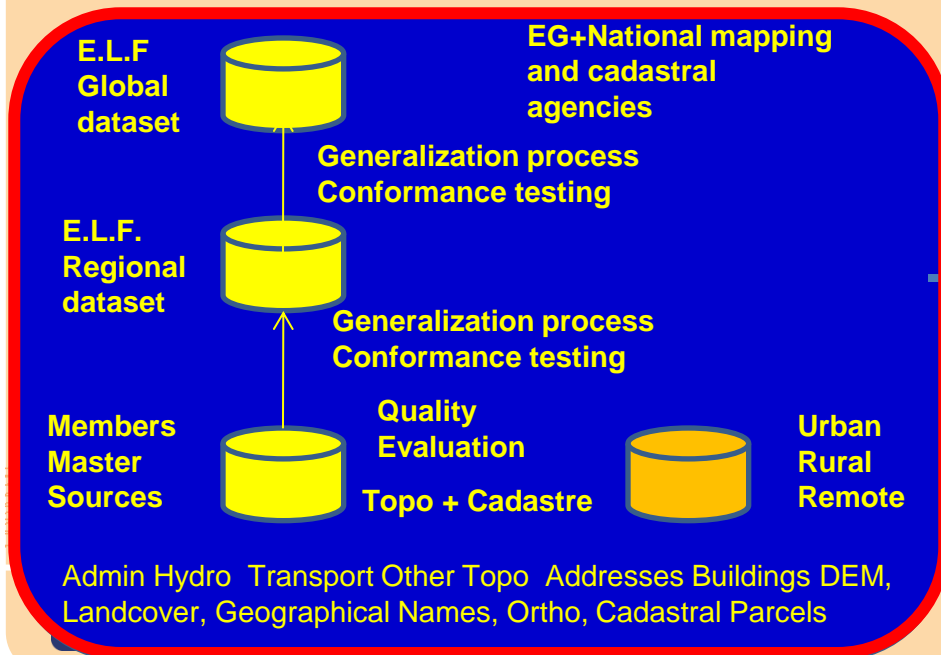 E.L.F
Global
dataset
EG+National mapping
and cadastral
agencies
Generalization process
Conformance testing
E.L.F.
Regional
dataset
Generalization process
Conformance testing
Members
Master
Sources
Quality
Evaluation
Topo + Cadastre
Urban
Rural
Remote
Admin Hydro  Transport Other Topo  Addresses Buildings DEM,
Landcover, Geographical Names, Ortho, Cadastral Parcels